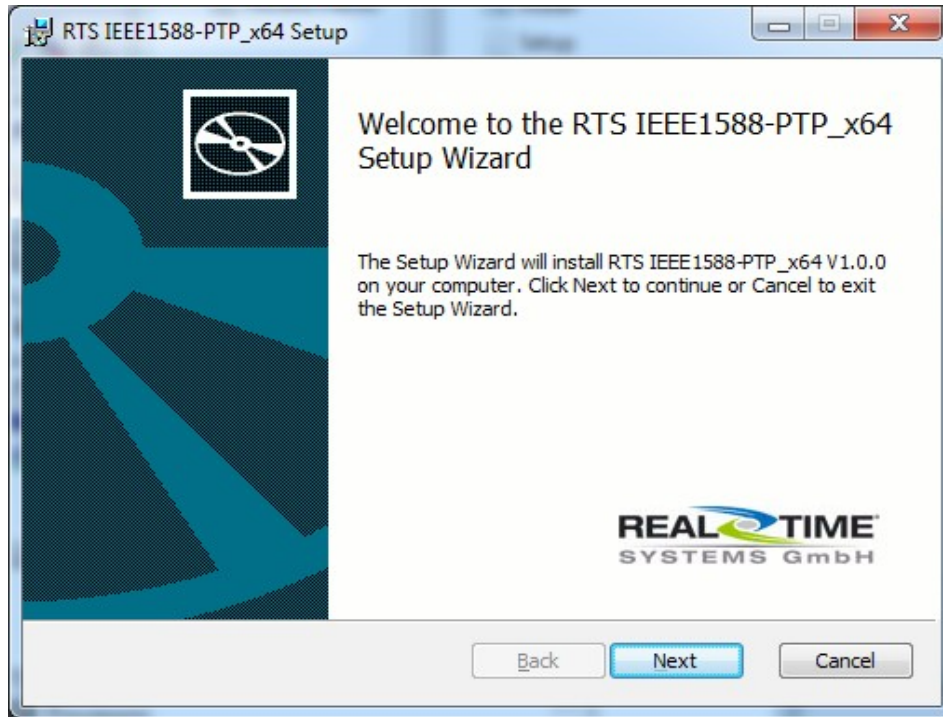 RTS IEEE1588-PTP_x64 Setup
Welcome to the RTS IEEE1588-PTP_x64
Setup Wizard
The Setup Wizard will install RTS IEEE1588-PTP_x64 V1.0.0
on your computer. Click Next to continue or Cancel to exit
the Setup Wizard.
REAL TIME
SYSTEMS GmbH
Back Next Cancel